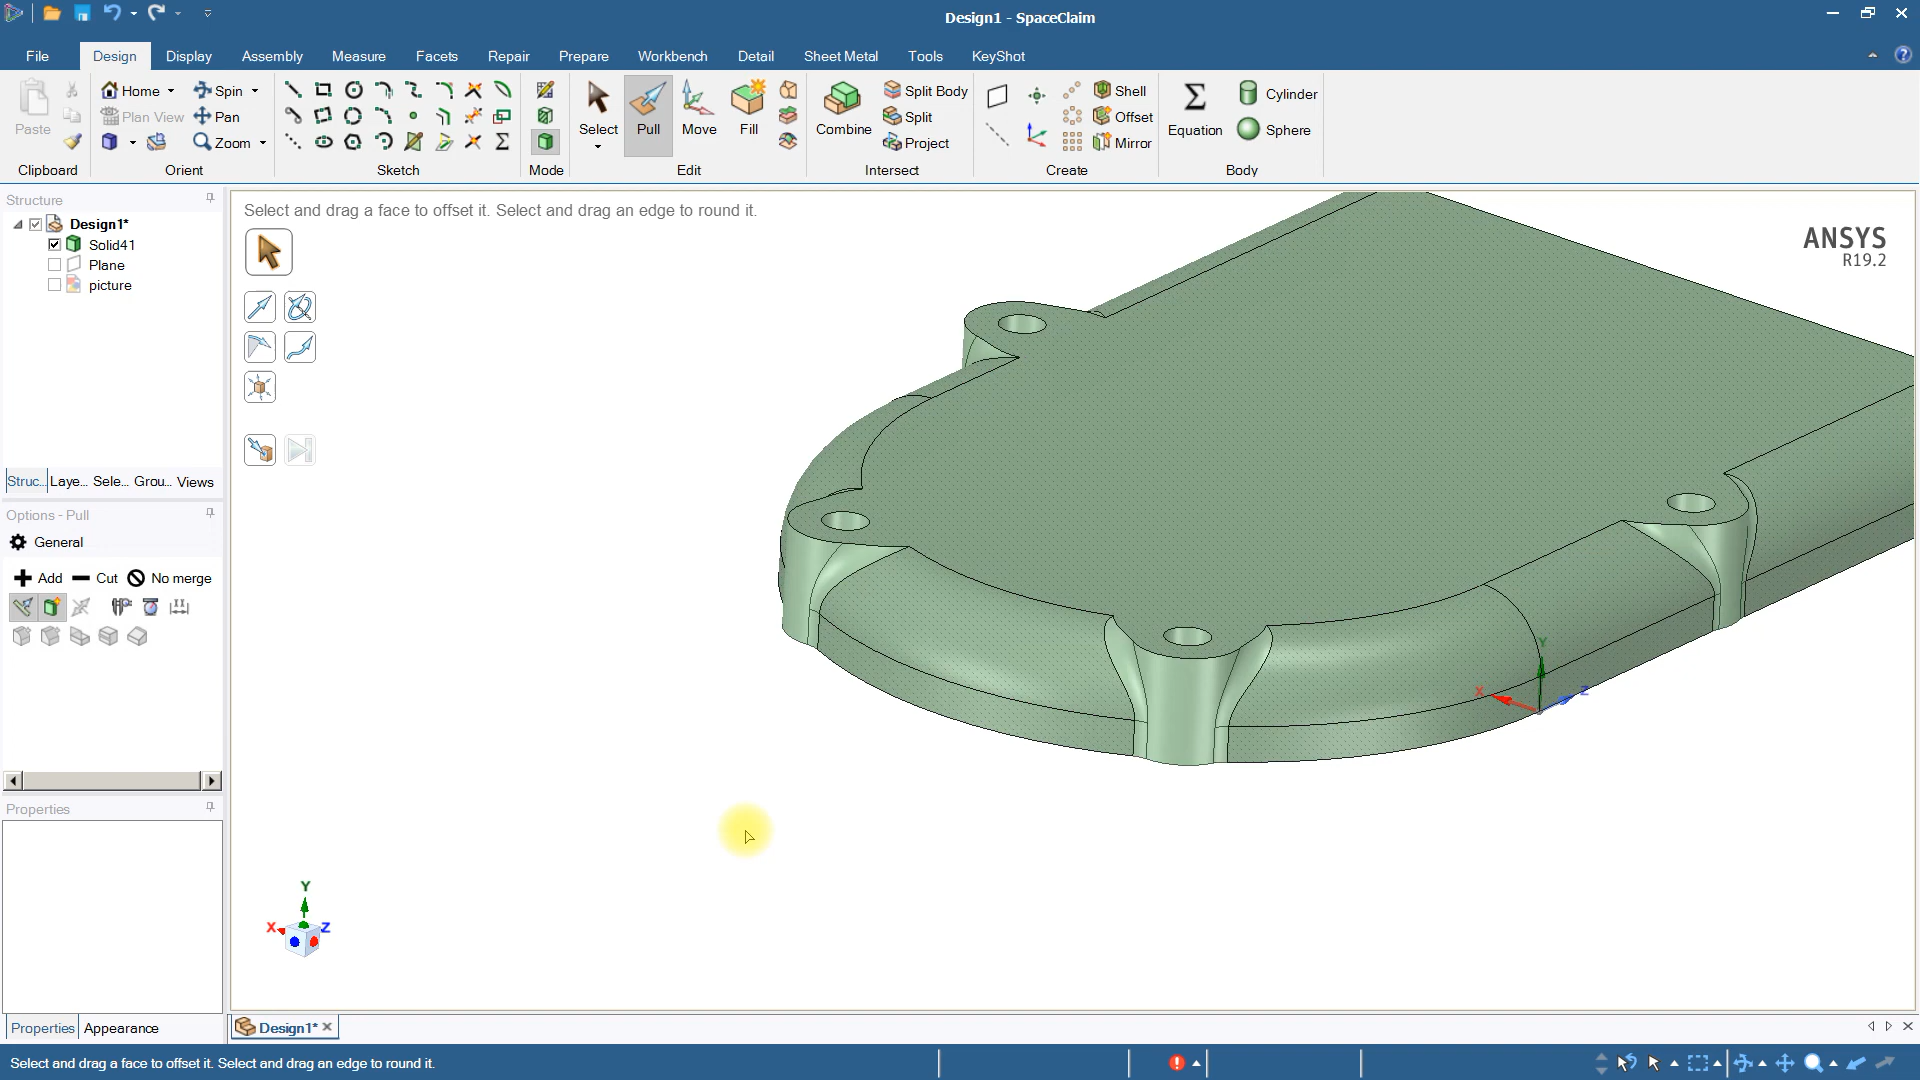 Design1 - SpaceClaim
File Design Display Assembly Measure Facets Repair Prepare Workbench Detail Sheet Metal Tools KeyShot
Paste
Clipboard
Home Spin
Plan View Pan
Zoom
Orient
Sketch
Mode
Select Pull Move Fill
Edit
Combine
Split Body
Split
Project
Intersect
Shell
Offset
Mirror
Create
Equation
Cylinder
Sphere
Body
Structure
Design1*
Solid41
Plane
picture
Struc... Laye... Sele... Grou... Views
Options - Pull
General
Add Cut No merge
Properties
Properties Appearance
Select and drag a face to offset it. Select and drag an edge to round it.
ANSYS
R19.2
X Y Z
Y
X Z
Design1*
Select and drag a face to offset it. Select and drag an edge to round it.